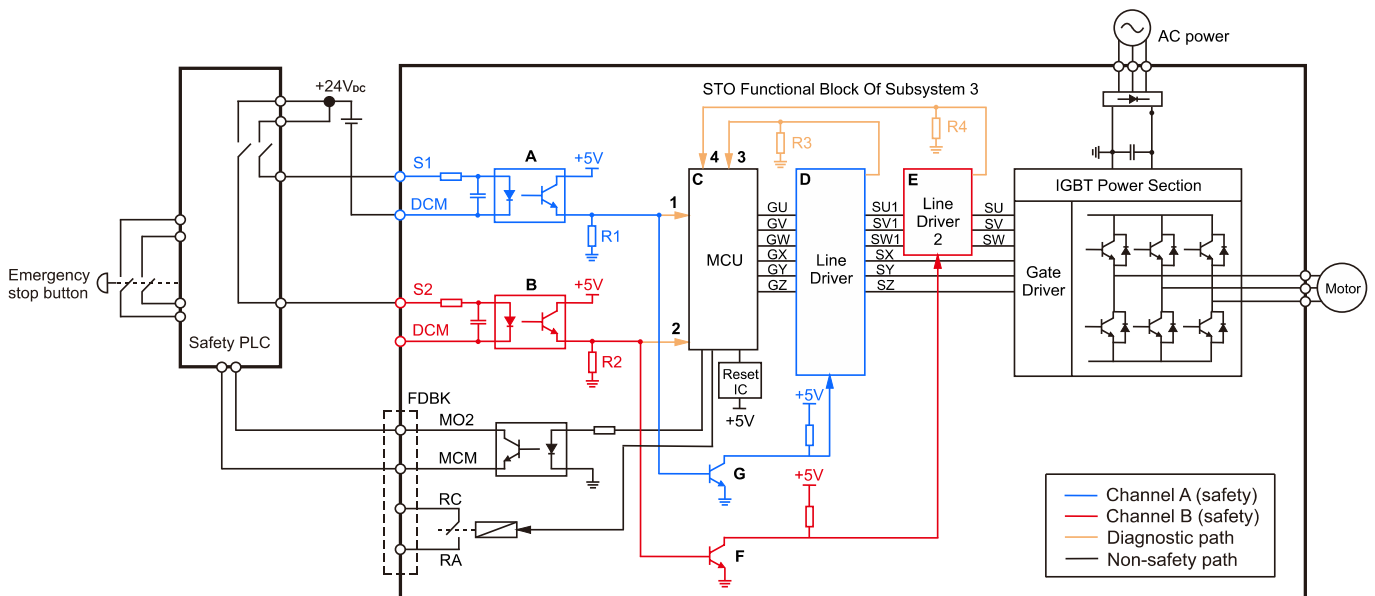 AC power
STO Functional Block Of Subsystem 3
+24VDC
R3
R4
4
3
S1
A
+5V
C
D
E
IGBT Power Section
DCM
1
R1
GU
GV
GW
GX
GY
GZ
SU1
SV1
SW1
SX
SY
SZ
Line
Driver
2
SU
SV
SW
MCU
Line
Driver
Gate
Driver
Emergency
stop button
S2
B
+5V
Motor
DCM
2
R2
Safety PLC
Reset
IC
+5V
+5V
FDBK
MO2
MCM
G
+5V
RC
RA
F
Channel A (safety)
Channel B (safety)
Diagnostic path
Non-safety path